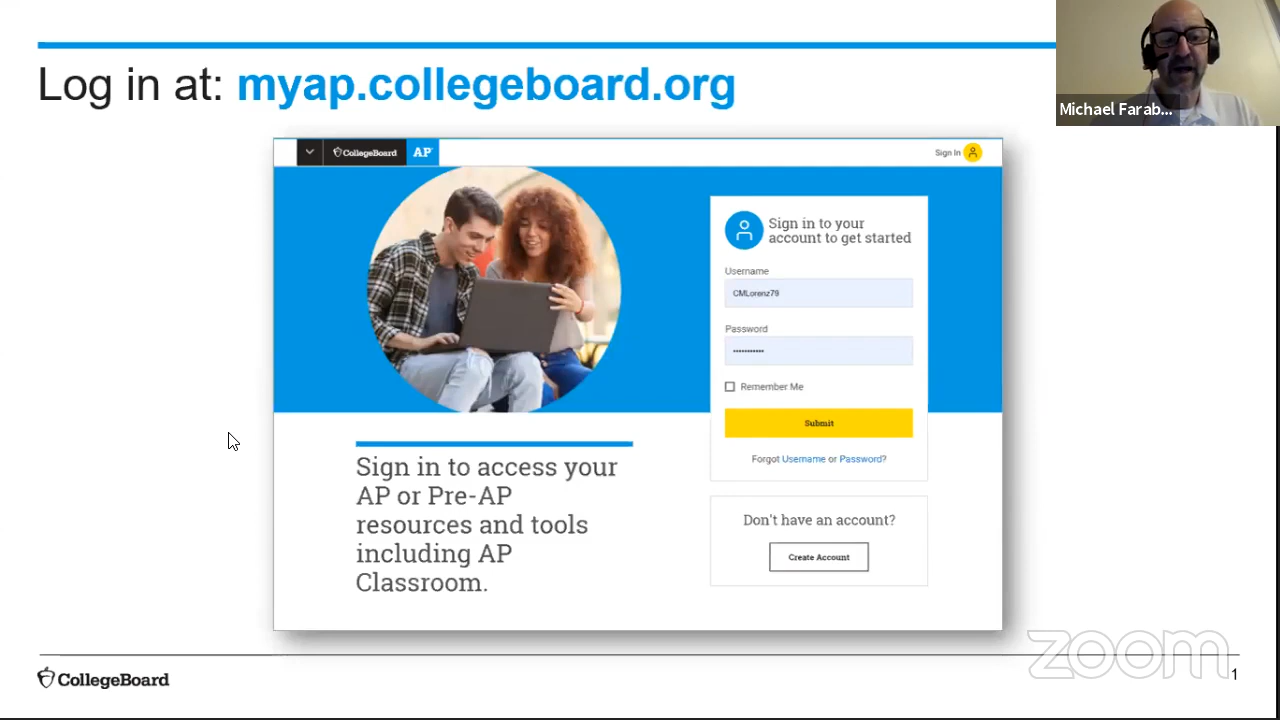 Log in at: myap.collegeboard.org
Michael Farab...
CollegeBoard
AP
Sign In
Sign in to your
account to get started
Username
CMLorenz79
Password
Remember Me
Submit
Forgot Username or Password?
Sign in to access your
AP or Pre-AP
resources and tools
including AP
Classroom.
Don't have an account?
Create Account
zoom
CollegeBoard
1